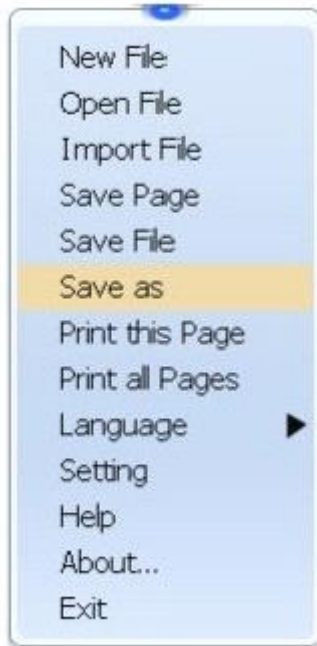 New File
Open File
Import File
Save Page
Save File
Save as
Print this Page
Print all Pages
Language
Setting
Help
About...
Exit